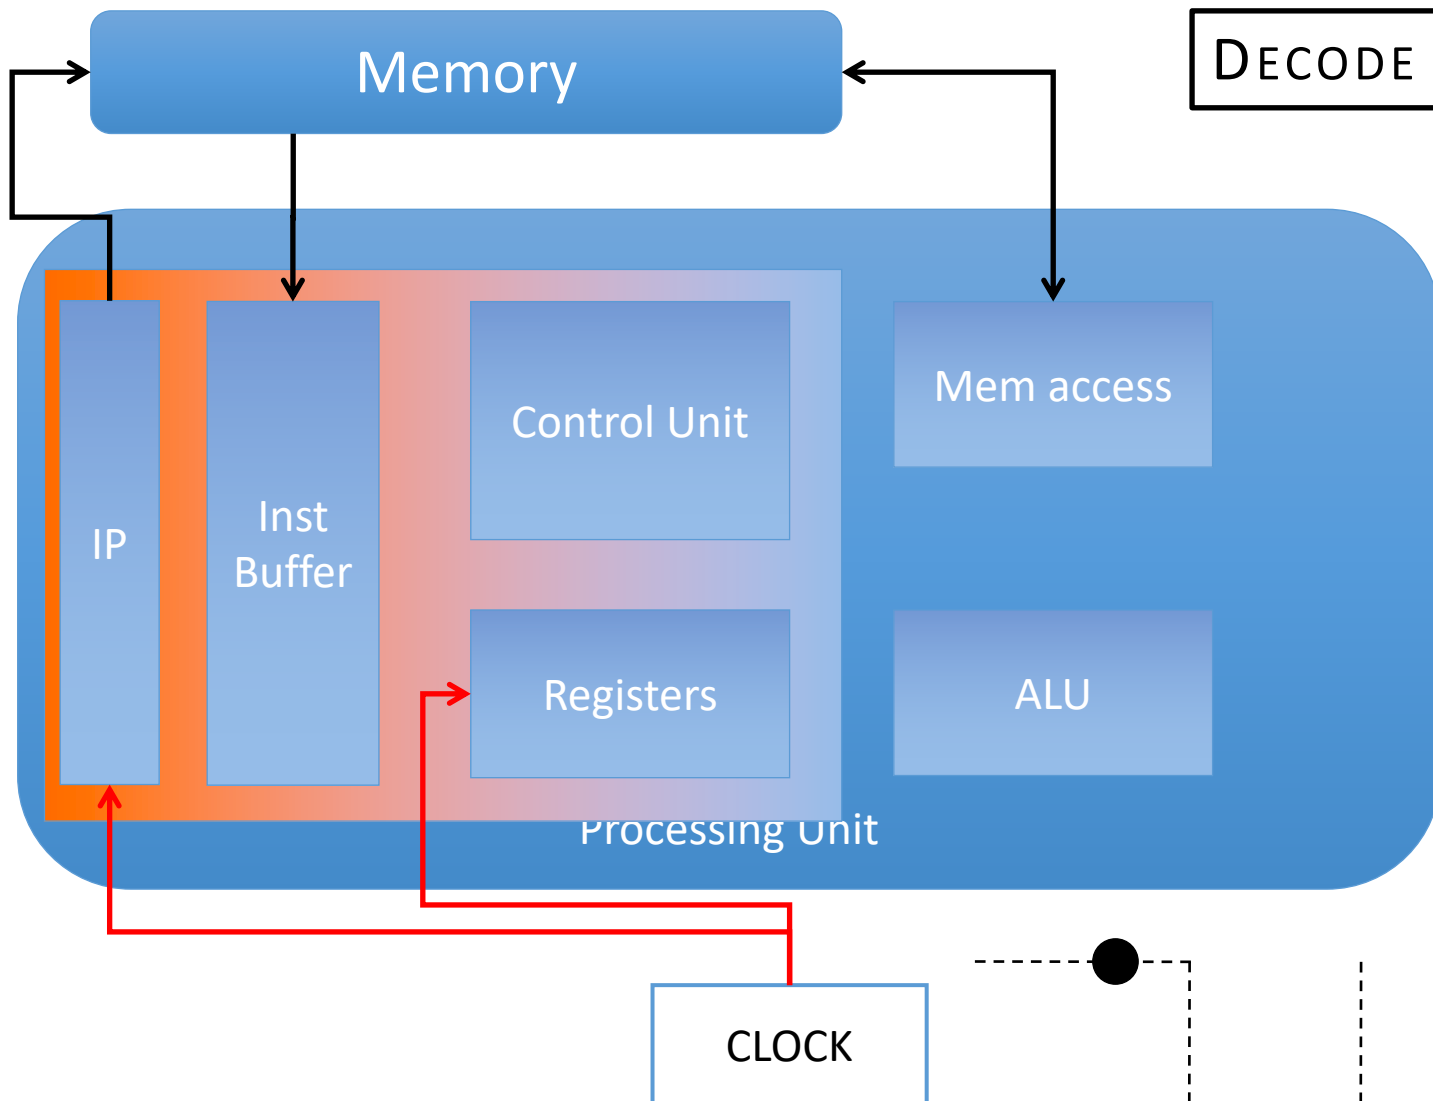 Memory
DECODE
Mem access
Control Unit
Inst
Buffer
IP
Registers
ALU
Processing Unit
CLOCK